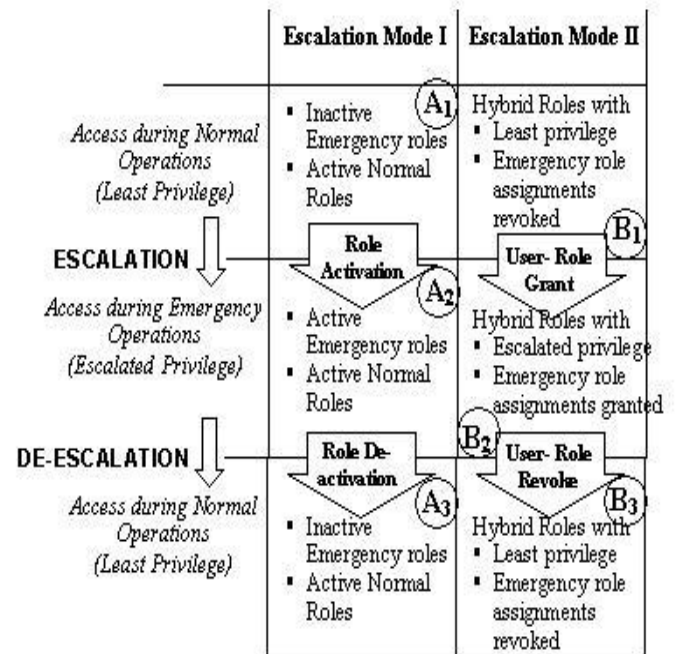 Escalation Mode I
Escalation Mode II
Access during Normal
Operations
(Least Privilege)
A1
▪ Inactive
Emergency roles
▪ Active Normal
Roles
Hybrid Roles with
▪ Least privilege
▪ Emergency role
assignments
revoked
B1
ESCALATION
Role
Activation
A2
User- Role
Grant
Access during Emergency
Operations
(Escalated Privilege)
▪ Active
Emergency roles
▪ Active Normal
Roles
Hybrid Roles with
▪ Escalated privilege
▪ Emergency role
assignments granted
B2
DE-ESCALATION
Role De-
activation
A3
User- Role
Revoke
B3
Access during Normal
Operations
(Least Privilege)
▪ Inactive
Emergency roles
▪ Active Normal
Roles
Hybrid Roles with
▪ Least privilege
▪ Emergency role
assignments
revoked